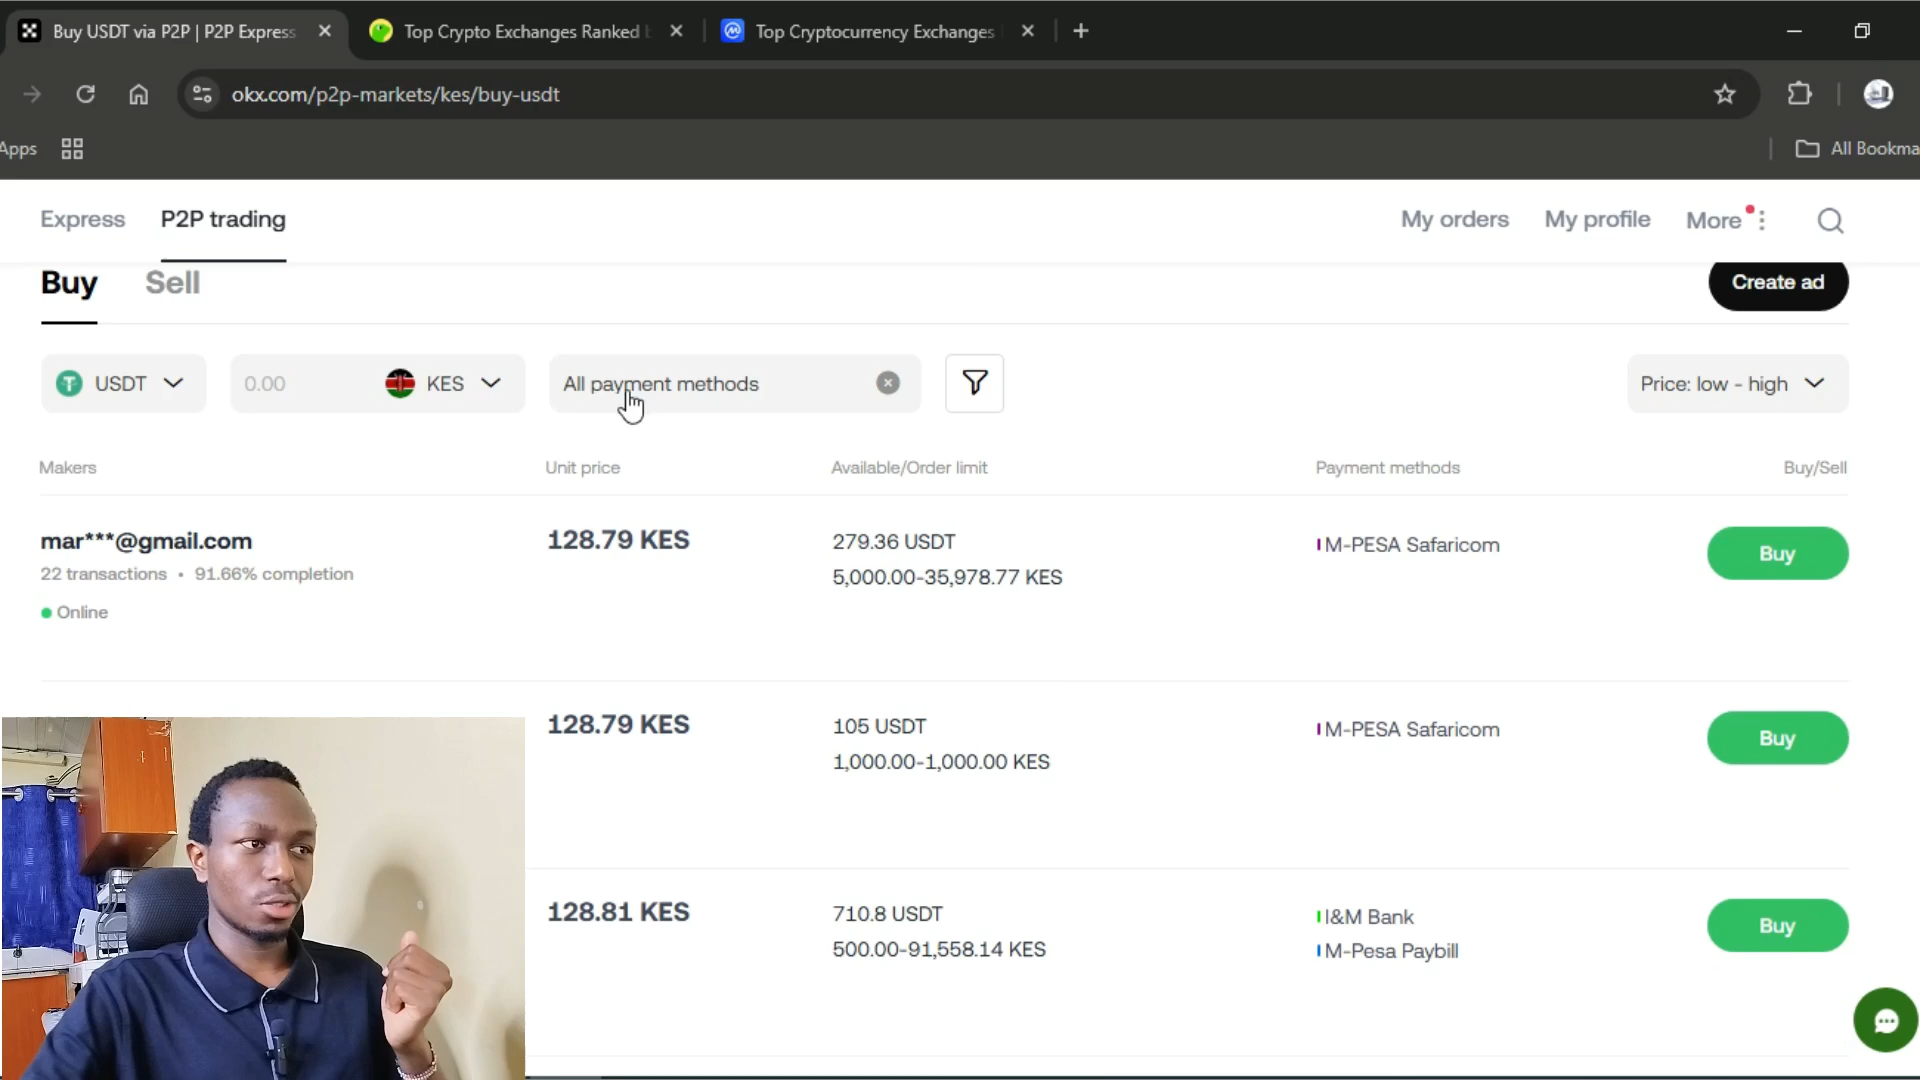 Buy USDT via P2P | P2P Express
Top Crypto Exchanges Ranked
Top Cryptocurrency Exchanges
okx.com/p2p-markets/kes/buy-usdt
Apps
All Bookma
Express
P2P trading
My orders
My profile
More
Buy
Sell
Create ad
USDT
0.00
KES
All payment methods
Price: low - high
Makers
Unit price
Available/Order limit
Payment methods
Buy/Sell
mar***@gmail.com
22 transactions • 91.66% completion
Online
128.79 KES
279.36 USDT
5,000.00-35,978.77 KES
M-PESA Safaricom
Buy
128.79 KES
105 USDT
1,000.00-1,000.00 KES
M-PESA Safaricom
Buy
128.81 KES
710.8 USDT
500.00-91,558.14 KES
I&M Bank
M-Pesa Paybill
Buy